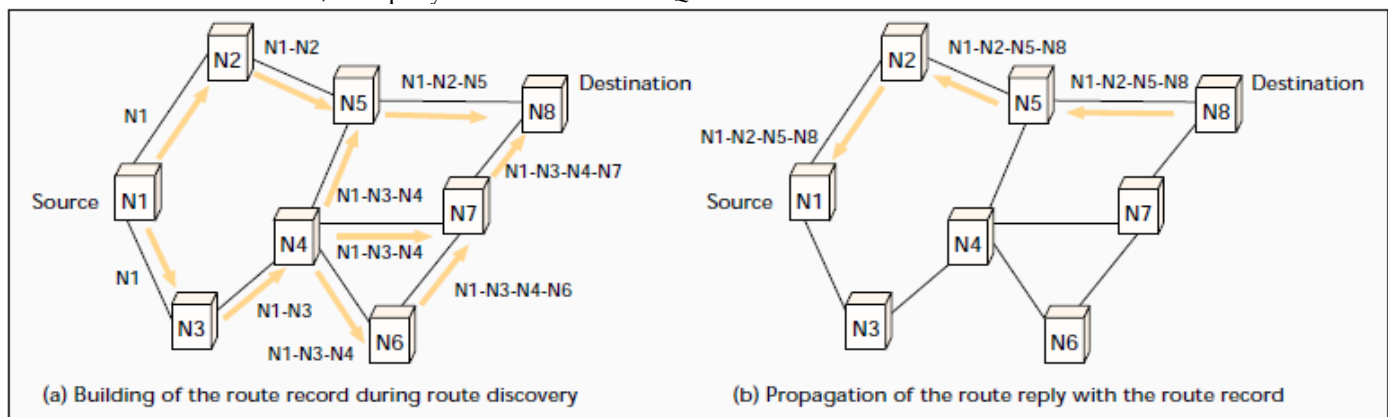 N2
N1-N2
N5
N1-N2-N5
Destination
N8
N1
N1-N3-N4-N7
Source
N1
N1-N3-N4
N7
N4
N1-N3-N4
N1
N1-N3-N4-N6
N3
N1-N3
N6
N1-N3-N4
(a) Building of the route record during route discovery
N2
N1-N2-N5-N8
N5
N1-N2-N5-N8
Destination
N8
N1-N2-N5-N8
Source
N1
N7
N4
N3
N6
(b) Propagation of the route reply with the route record